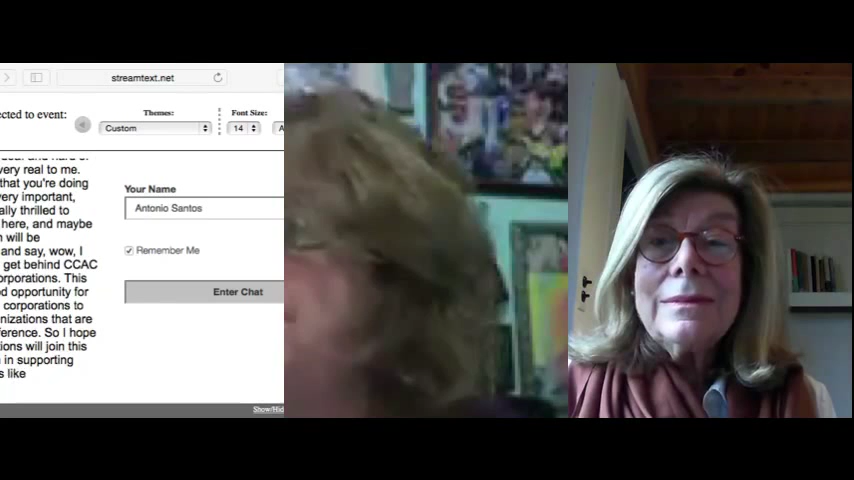 streamtext.net
ected to event:
Themes:
Font Size:
Custom
14
A
very real to me.
that you're doing
very important,
ally thrilled to
here, and maybe
n will be
and say, wow, I
get behind CCAC
orporations. This
d opportunity for
corporations to
nizations that are
ference. So I hope
tions will join this
in supporting
s like
Your Name
Antonio Santos
Remember Me
Enter Chat
Show/Hid